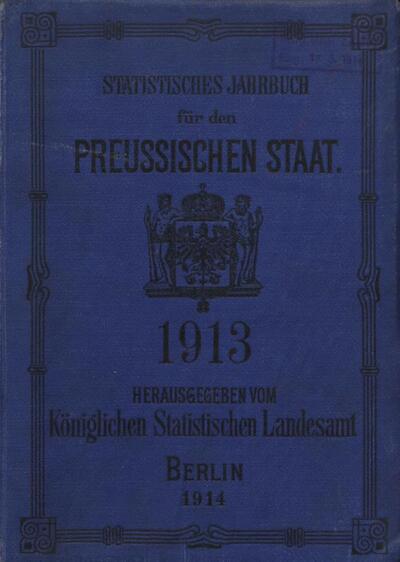 STATISTISCHES JAHRBUCH
für den
PREUSSISCHEN STAAT.
1913
HERAUSGEGEBEN VOM
Königlichen Statistischen Landesamt
BERLIN
1914